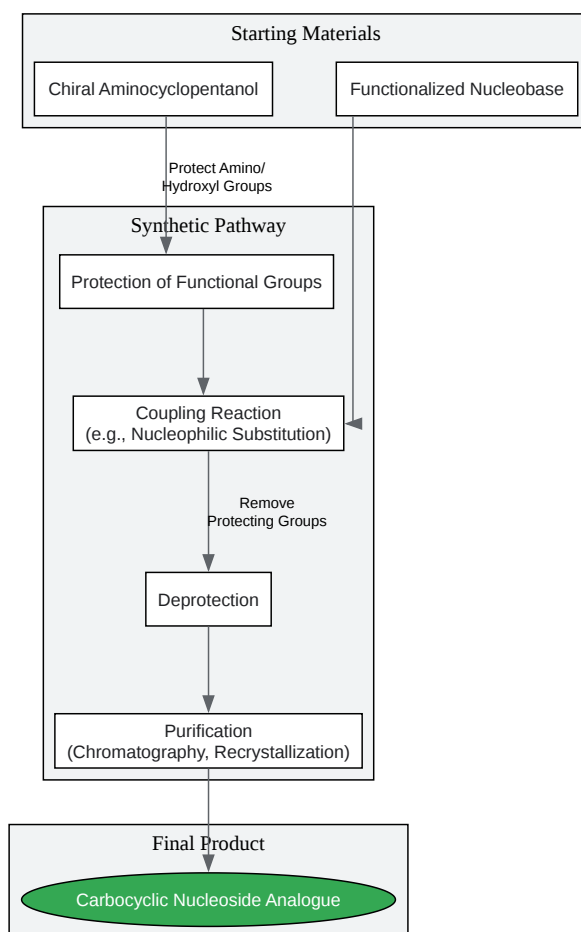 Starting Materials
Chiral Aminocyclopentanol
Functionalized Nucleobase
Protect Amino/
Hydroxyl Groups
Synthetic Pathway
Protection of Functional Groups
Coupling Reaction
(e.g., Nucleophilic Substitution)
Remove
Protecting Groups
Deprotection
Purification
(Chromatography, Recrystallization)
Final Product
Carbocyclic Nucleoside Analogue